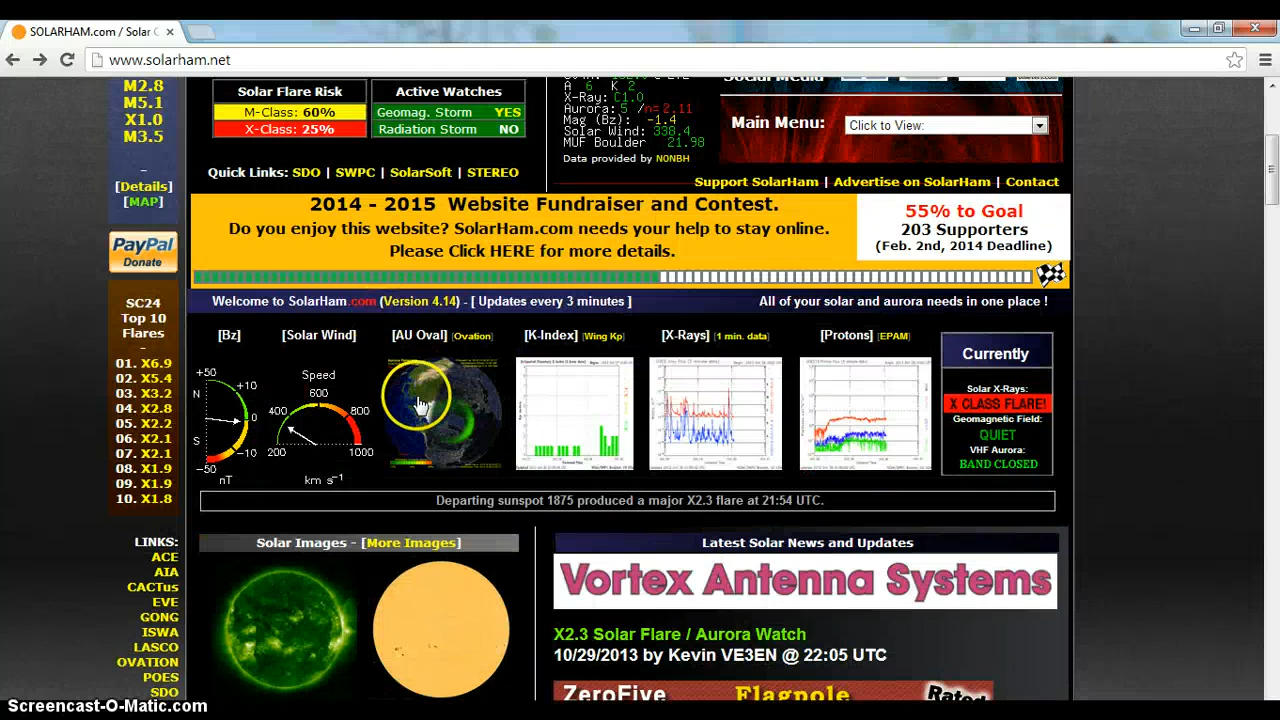 SOLARHAM.com / Solar C
www.solarham.net
M2.8
M5.1
X1.0
M3.5
–
[Details]
[MAP]
PayPal
Donate
SC24
Top 10
Flares
–
01. X6.9
02. X5.4
03. X3.2
04. X2.8
05. X2.2
06. X2.1
07. X2.1
08. X1.9
09. X1.9
10. X1.8
LINKS:
ACE
AIA
CACTus
EVE
GONG
ISWA
LASCO
OVATION
POES
SDO
Solar Flare Risk
M-Class: 60%
X-Class: 25%
Active Watches
Geomag. Storm YES
Radiation Storm NO
Quick Links: SDO | SWPC | SolarSoft | STEREO
A 6 K 2
X-Ray: C1.0
Aurora: 5 /n=2.11
Mag (Bz): -1.4
Solar Wind: 338.4
MUF Boulder 21.98
Data provided by N0NBH
Social Media
Main Menu: Click to View:
Support SolarHam | Advertise on SolarHam | Contact
2014 - 2015 Website Fundraiser and Contest.
Do you enjoy this website? SolarHam.com needs your help to stay online.
Please Click HERE for more details.
55% to Goal
203 Supporters
(Feb. 2nd, 2014 Deadline)
Welcome to SolarHam.com (Version 4.14) - [ Updates every 3 minutes ]
All of your solar and aurora needs in one place !
[Bz] [Solar Wind] [AU Oval] [Ovation] [K-Index] [Wing Kp] [X-Rays] [1 min. data] [Protons] [EPAM]
+50
+10
N
0
S
-10
-50
nT
Speed
600
400 800
200 1000
km s-1
Currently
Solar X-Rays:
X CLASS FLARE!
Geomagnetic Field:
QUIET
VHF Aurora:
BAND CLOSED
Departing sunspot 1875 produced a major X2.3 flare at 21:54 UTC.
Solar Images - [More Images]
Latest Solar News and Updates
Vortex Antenna Systems
X2.3 Solar Flare / Aurora Watch
10/29/2013 by Kevin VE3EN @ 22:05 UTC
ZeroFive Flagpole Rated
Screencast-O-Matic.com